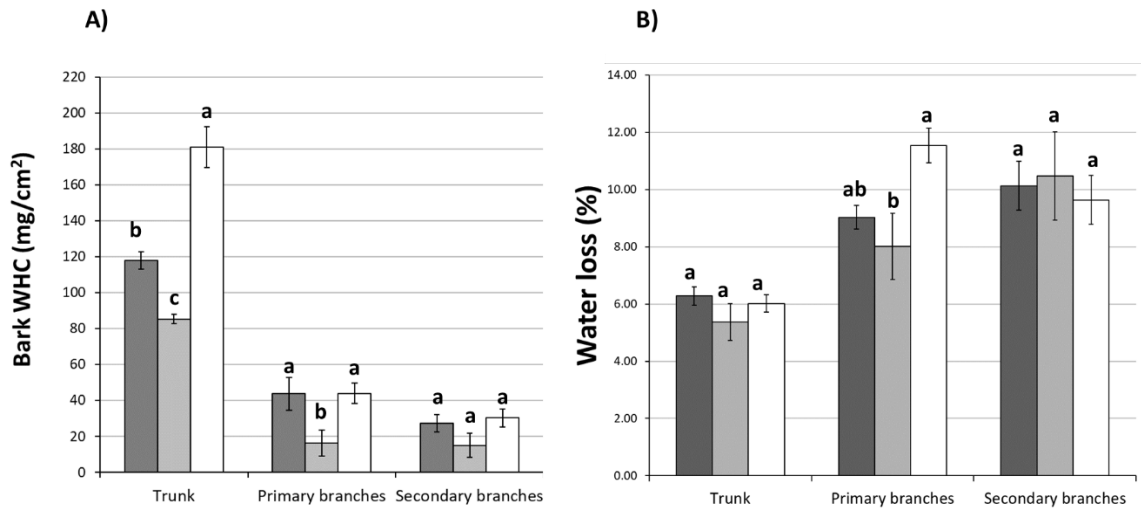 A)
Bark WHC (mg/cm²)
220
200
180
160
140
120
100
80
60
40
20
0
b
c
a
a
b
a
a
a
a
Trunk
Primary branches
Secondary branches
B)
Water loss (%)
14.00
12.00
10.00
8.00
6.00
4.00
2.00
0.00
a
a
a
ab
b
a
a
a
a
Trunk
Primary branches
Secondary branches